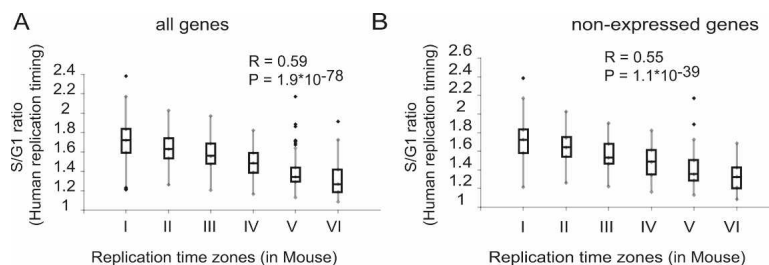 A
all genes
R = 0.59
P = 1.9*10-78
S/G1 ratio
(Human replication timing)
2.4
2.2
2
1.8
1.6
1.4
1.2
1
I
II
III
IV
V
VI
Replication time zones (in Mouse)
B
non-expressed genes
R = 0.55
P = 1.1*10-39
S/G1 ratio
(Human replication timing)
2.6
2.4
2.2
2
1.8
1.6
1.4
1.2
1
I
II
III
IV
V
VI
Replication time zones (in Mouse)